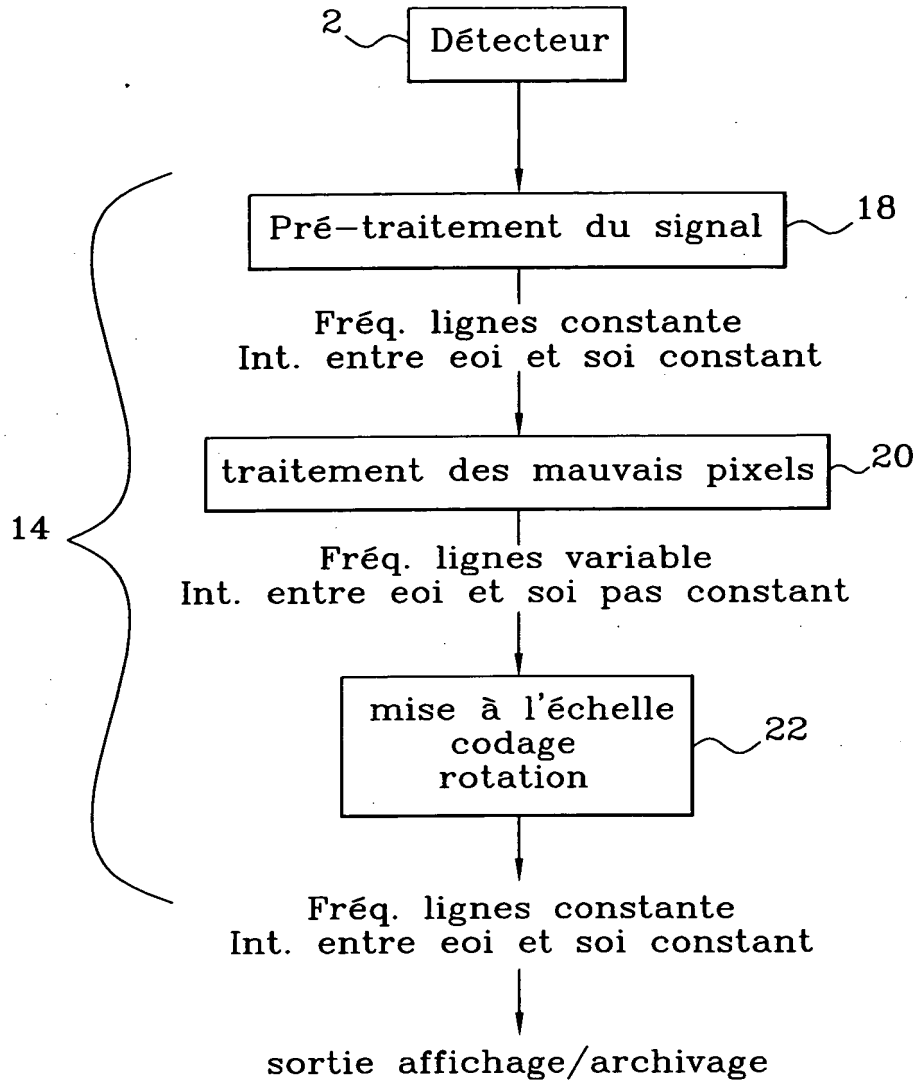 2
Détecteur
Pré-traitement du signal
18
Fréq. lignes constante
Int. entre eoi et soi constant
traitement des mauvais pixels
20
14
Fréq. lignes variable
Int. entre eoi et soi pas constant
mise à l'échelle
codage
rotation
22
Fréq. lignes constante
Int. entre eoi et soi constant
sortie affichage/archivage